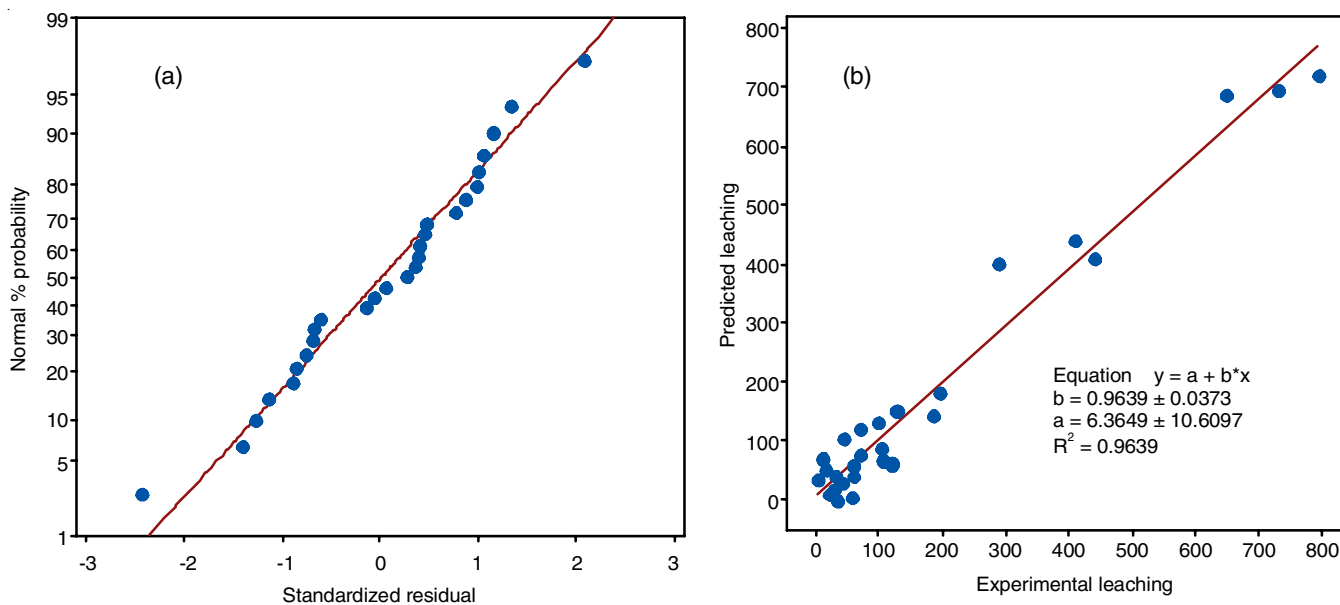 (a)
Normal % probability
99
95
90
80
70
60
50
40
30
20
10
5
1
-3
-2
-1
0
1
2
3
Standardized residual
(b)
Predicted leaching
800
700
600
500
400
300
200
100
0
Equation y = a + b*x
b = 0.9639 ± 0.0373
a = 6.3649 ± 10.6097
R² = 0.9639
0 100 200 300 400 500 600 700 800
Experimental leaching